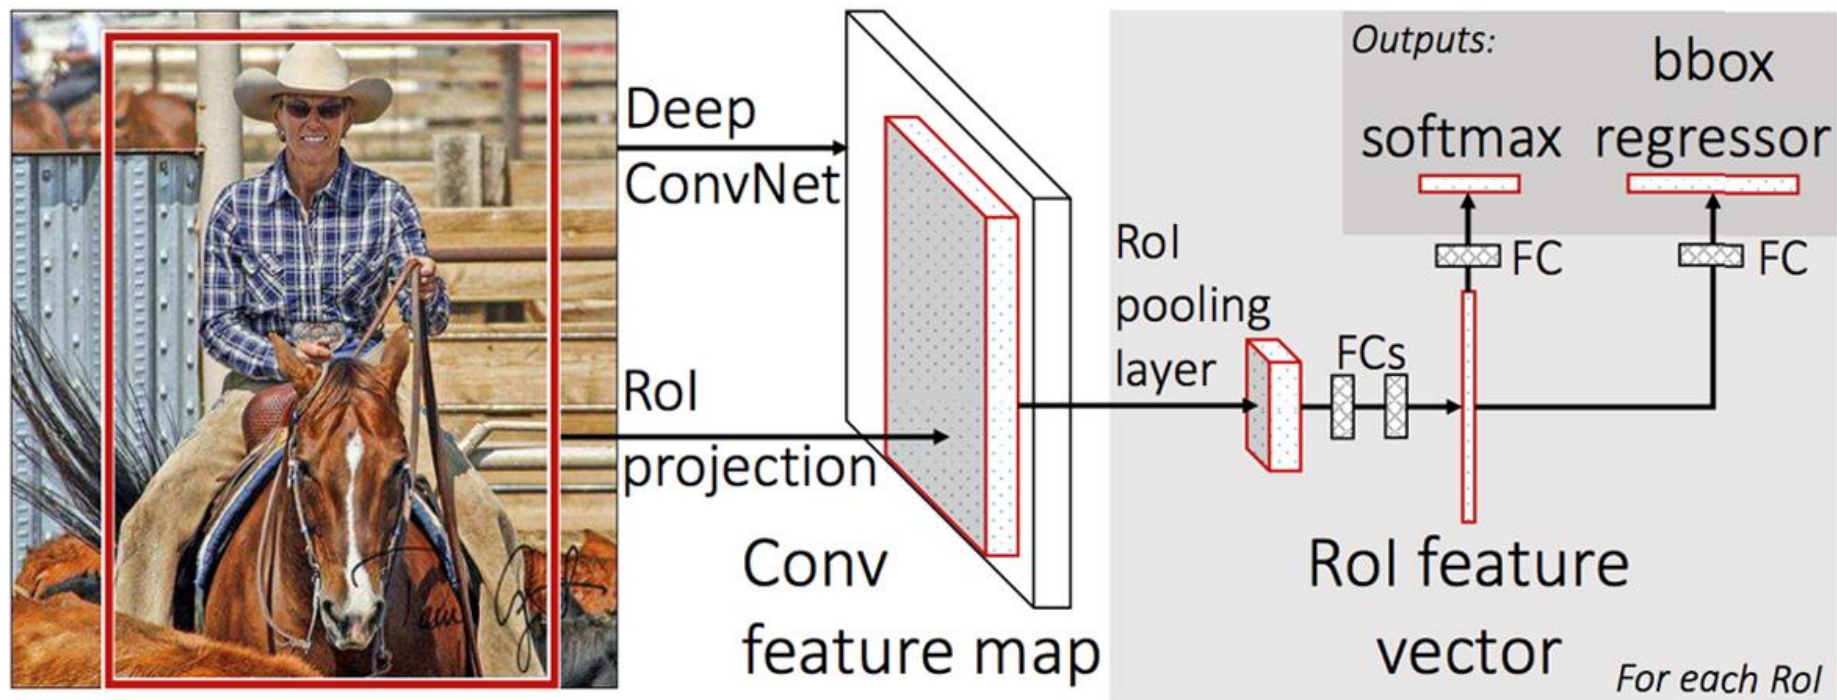 Deep
ConvNet
RoI
projection
Conv
feature map
RoI
pooling
layer
FCs
Outputs:
softmax
bbox
regressor
FC
FC
RoI feature
vector
For each RoI